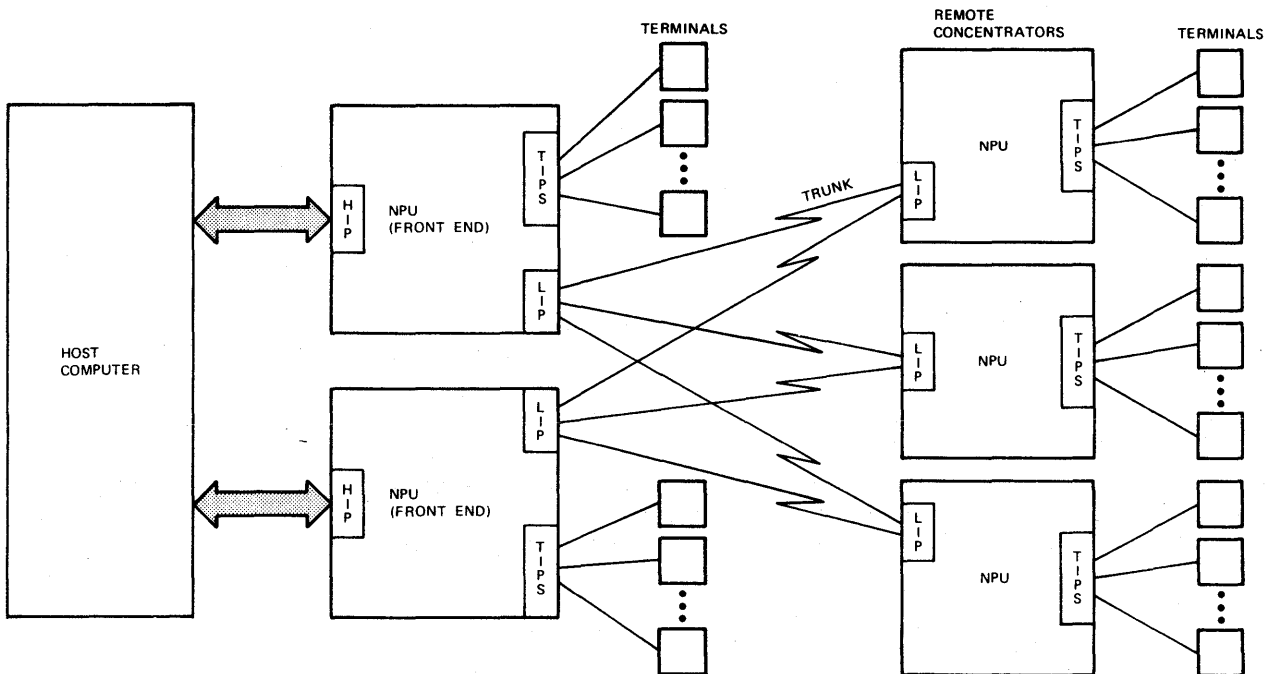 TERMINALS
REMOTE
CONCENTRATORS
TERMINALS
HOST
COMPUTER
HIP
NPU
(FRONT END)
TIPS
LIP
TRUNK
LIP
NPU
TIPS
HIP
NPU
(FRONT END)
LIP
TIPS
LIP
NPU
TIPS
LIP
NPU
TIPS